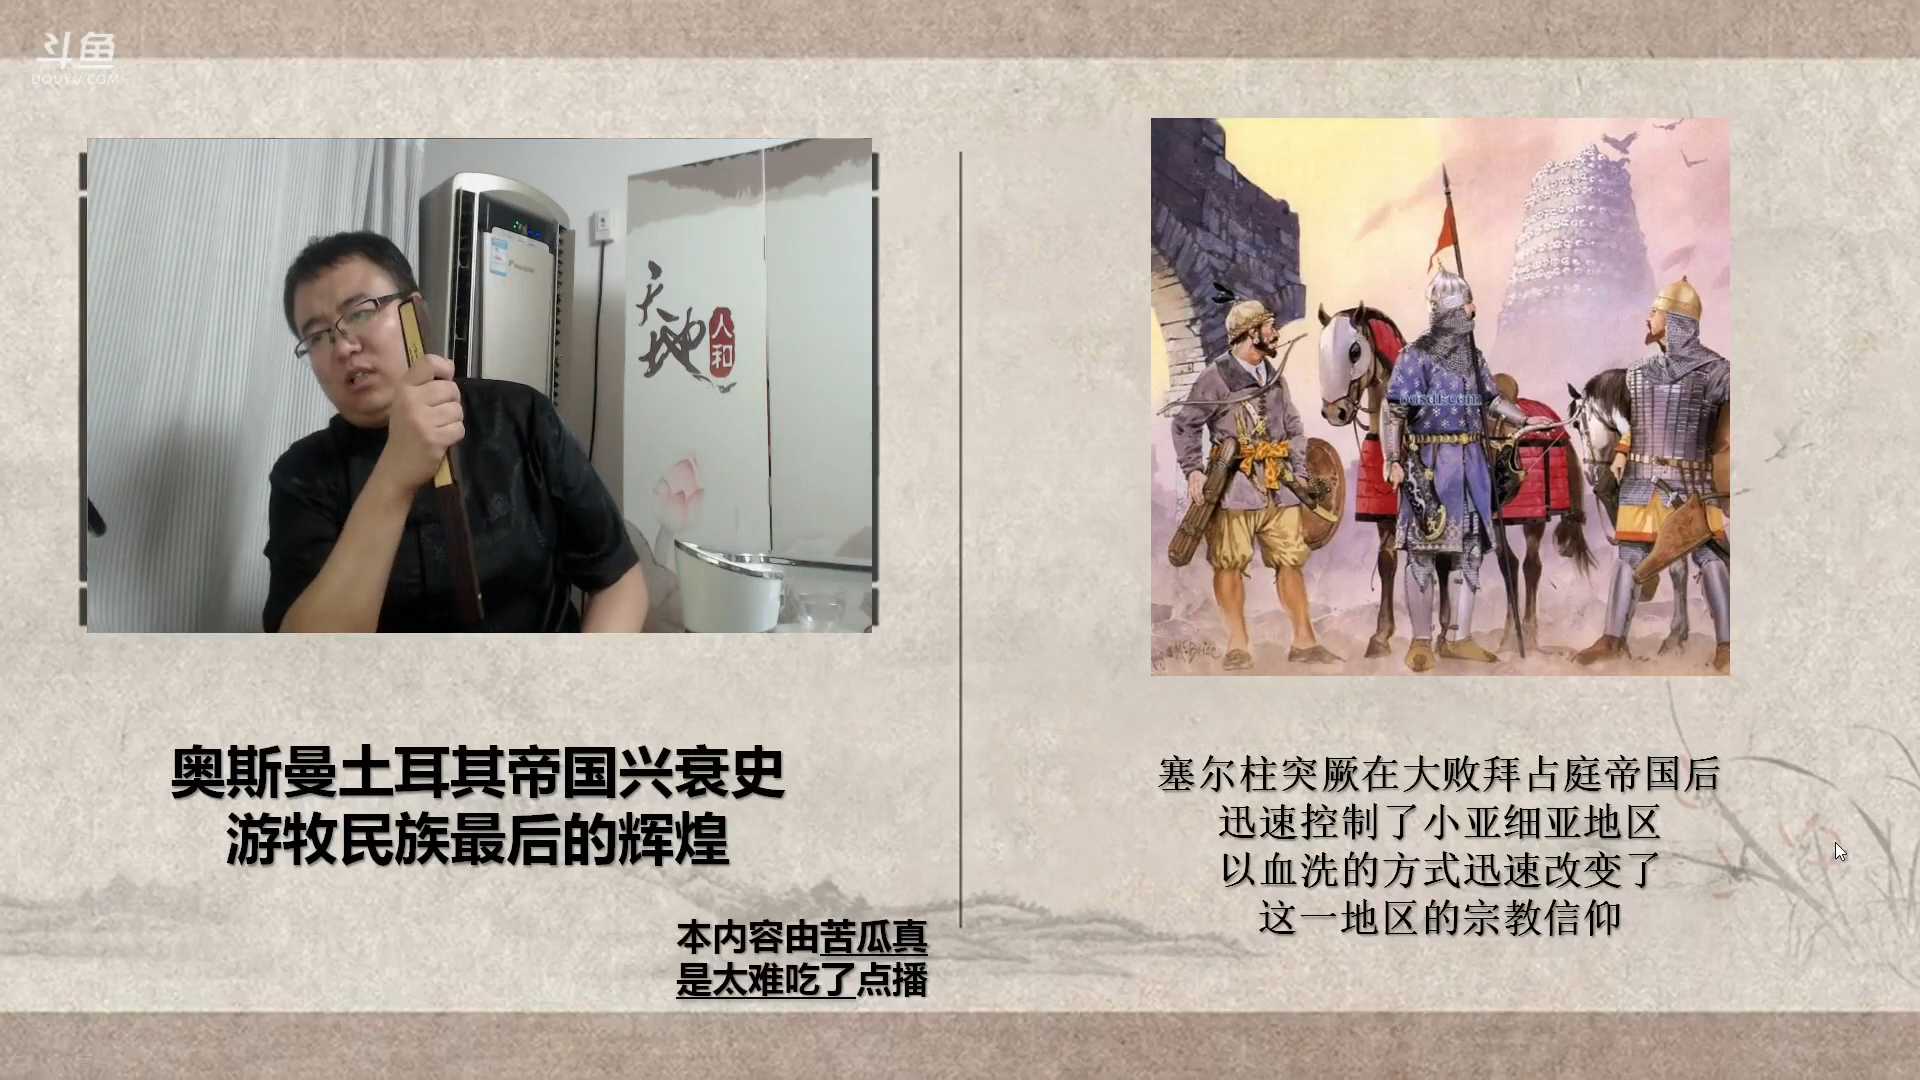 斗鱼
DOUYU.COM
天地
人和
奥斯曼土耳其帝国兴衰史
游牧民族最后的辉煌
本内容由苦瓜真
是太难吃了点播
塞尔柱突厥在大败拜占庭帝国后
迅速控制了小亚细亚地区
以血洗的方式迅速改变了
这一地区的宗教信仰